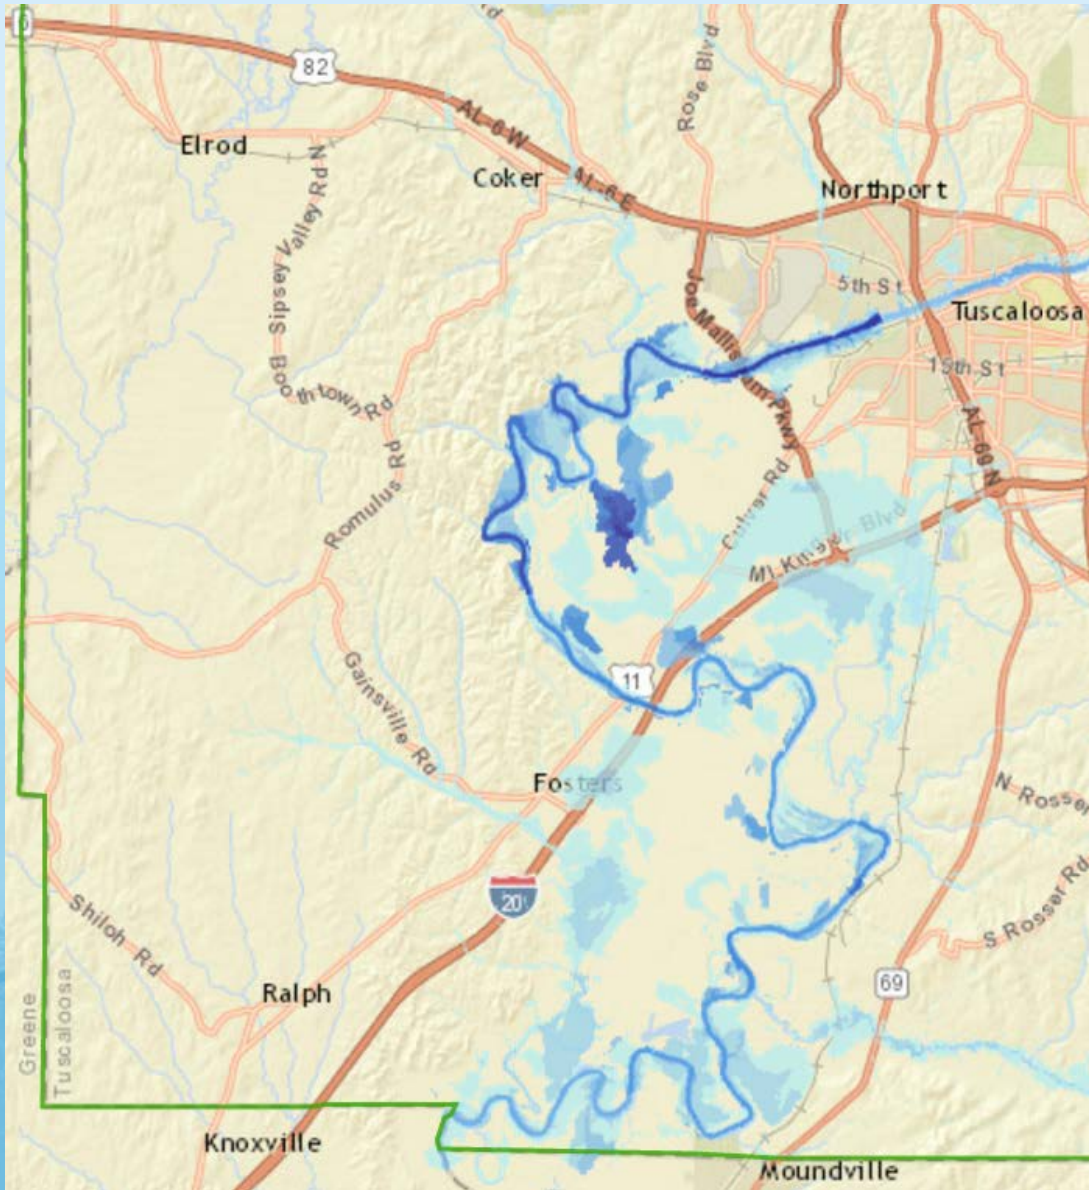 6
Rd
82
Rose Blvd
AL-6 W
Elrod
Coker
AL-6 E
Northport
Boothtown Rd
Sipsey Valley Rd N
5th St
Tuscaloosa
Joe Mallisham Pkwy
15th St
AL-69 N
Romulus Rd
Culver Rd
Blvd
Gainsville Rd
11
Fosters
N Rosser
20
S Rosser Rd
Shiloh Rd
69
Ralph
Greene
Tuscaloosa
Knoxville
Moundville